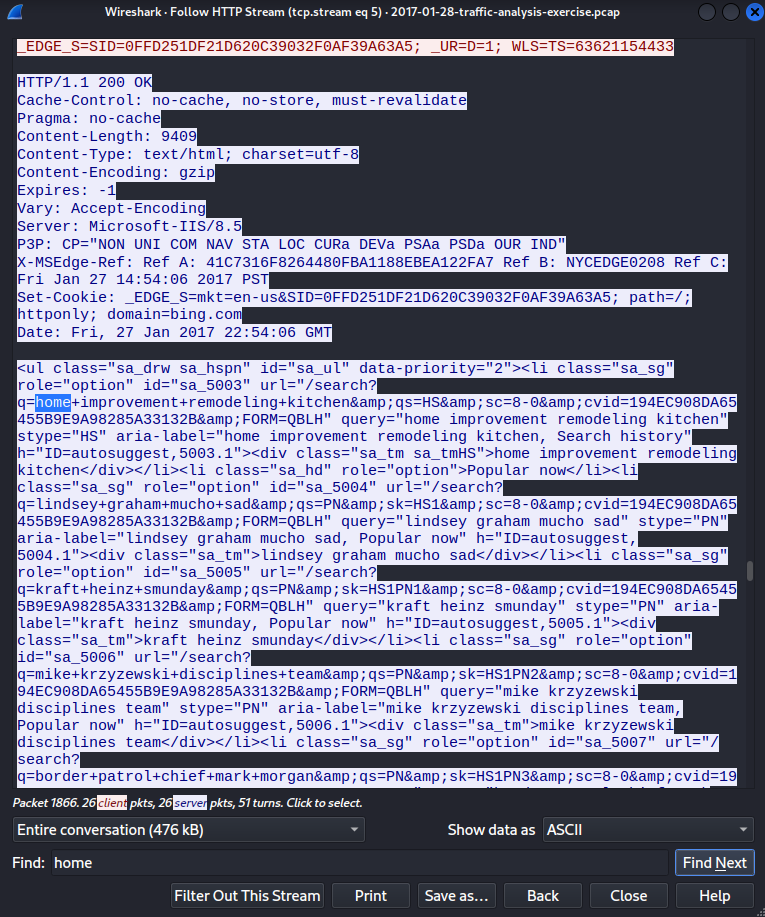 Wireshark · Follow HTTP Stream (tcp.stream eq 5) · 2017-01-28-traffic-analysis-exercise.pcap
_EDGE_S=SID=0FFD251DF21D620C39032F0AF39A63A5; _UR=D=1; WLS=TS=63621154433
HTTP/1.1 200 OK
Cache-Control: no-cache, no-store, must-revalidate
Pragma: no-cache
Content-Length: 9409
Content-Type: text/html; charset=utf-8
Content-Encoding: gzip
Expires: -1
Vary: Accept-Encoding
Server: Microsoft-IIS/8.5
P3P: CP="NON UNI COM NAV STA LOC CURa DEVa PSAa PSDa OUR IND"
X-MSEdge-Ref: Ref A: 41C7316F8264480FBA1188EBEA122FA7 Ref B: NYCEDGE0208 Ref C:
Fri Jan 27 14:54:06 2017 PST
Set-Cookie: _EDGE_S=mkt=en-us&SID=0FFD251DF21D620C39032F0AF39A63A5; path=/;
httponly; domain=bing.com
Date: Fri, 27 Jan 2017 22:54:06 GMT
<ul class="sa_drw sa_hspn" id="sa_ul" data-priority="2"><li class="sa_sg"
role="option" id="sa_5003" url="/search?
q=home+improvement+remodeling+kitchen&amp;qs=HS&amp;sc=8-0&amp;cvid=194EC908DA65
455B9E9A98285A33132B&amp;FORM=QBLH" query="home improvement remodeling kitchen"
stype="HS" aria-label="home improvement remodeling kitchen, Search history"
h="ID=autosuggest,5003.1"><div class="sa_tm sa_tmHS">home improvement remodeling
kitchen</div></li><li class="sa_hd" role="option">Popular now</li><li
class="sa_sg" role="option" id="sa_5004" url="/search?
q=lindsey+graham+mucho+sad&amp;qs=PN&amp;sk=HS1&amp;sc=8-0&amp;cvid=194EC908DA65
455B9E9A98285A33132B&amp;FORM=QBLH" query="lindsey graham mucho sad" stype="PN"
aria-label="lindsey graham mucho sad, Popular now" h="ID=autosuggest,
5004.1"><div class="sa_tm">lindsey graham mucho sad</div></li><li class="sa_sg"
role="option" id="sa_5005" url="/search?
q=kraft+heinz+smunday&amp;qs=PN&amp;sk=HS1PN1&amp;sc=8-0&amp;cvid=194EC908DA6545
5B9E9A98285A33132B&amp;FORM=QBLH" query="kraft heinz smunday" stype="PN" aria-
label="kraft heinz smunday, Popular now" h="ID=autosuggest,5005.1"><div
class="sa_tm">kraft heinz smunday</div></li><li class="sa_sg" role="option"
id="sa_5006" url="/search?
q=mike+krzyzewski+disciplines+team&amp;qs=PN&amp;sk=HS1PN2&amp;sc=8-0&amp;cvid=1
94EC908DA65455B9E9A98285A33132B&amp;FORM=QBLH" query="mike krzyzewski
disciplines team" stype="PN" aria-label="mike krzyzewski disciplines team,
Popular now" h="ID=autosuggest,5006.1"><div class="sa_tm">mike krzyzewski
disciplines team</div></li><li class="sa_sg" role="option" id="sa_5007" url="/
search?
q=border+patrol+chief+mark+morgan&amp;qs=PN&amp;sk=HS1PN3&amp;sc=8-0&amp;cvid=19
Packet 1866. 26 client pkts, 26 server pkts, 51 turns. Click to select.
Entire conversation (476 kB)
Show data as ASCII
Find: home
Find Next
Filter Out This Stream Print Save as... Back Close Help